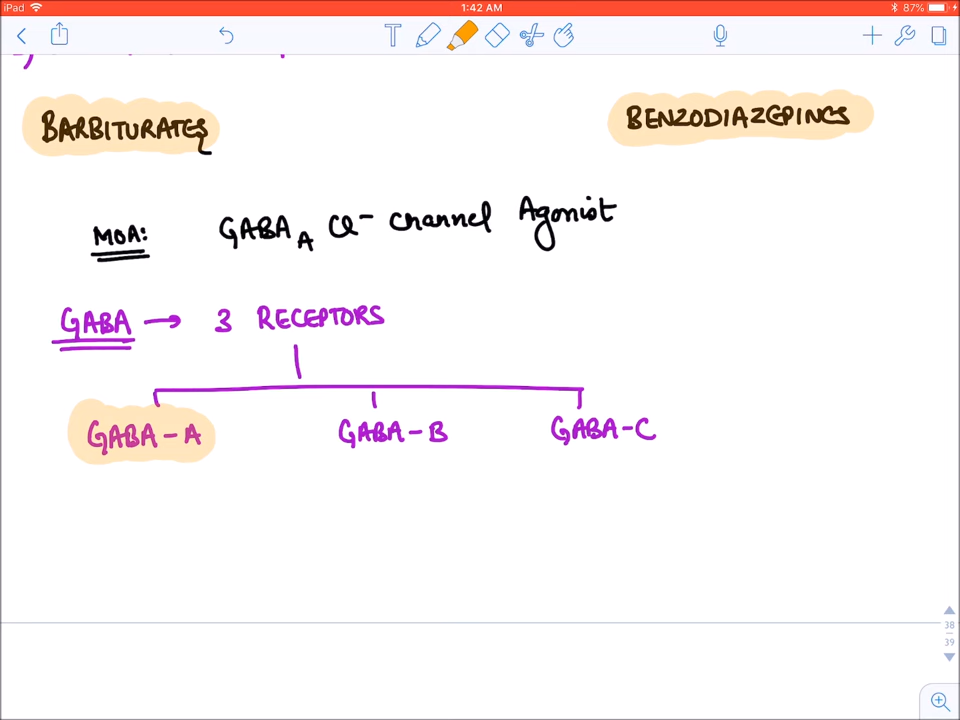 iPad 1:42 AM 87%
T
BARBITURATES BENZODIAZEPINES
MOA: GABA A Cl− channel Agonist
GABA → 3 RECEPTORS
GABA-A GABA-B GABA-C
38
39